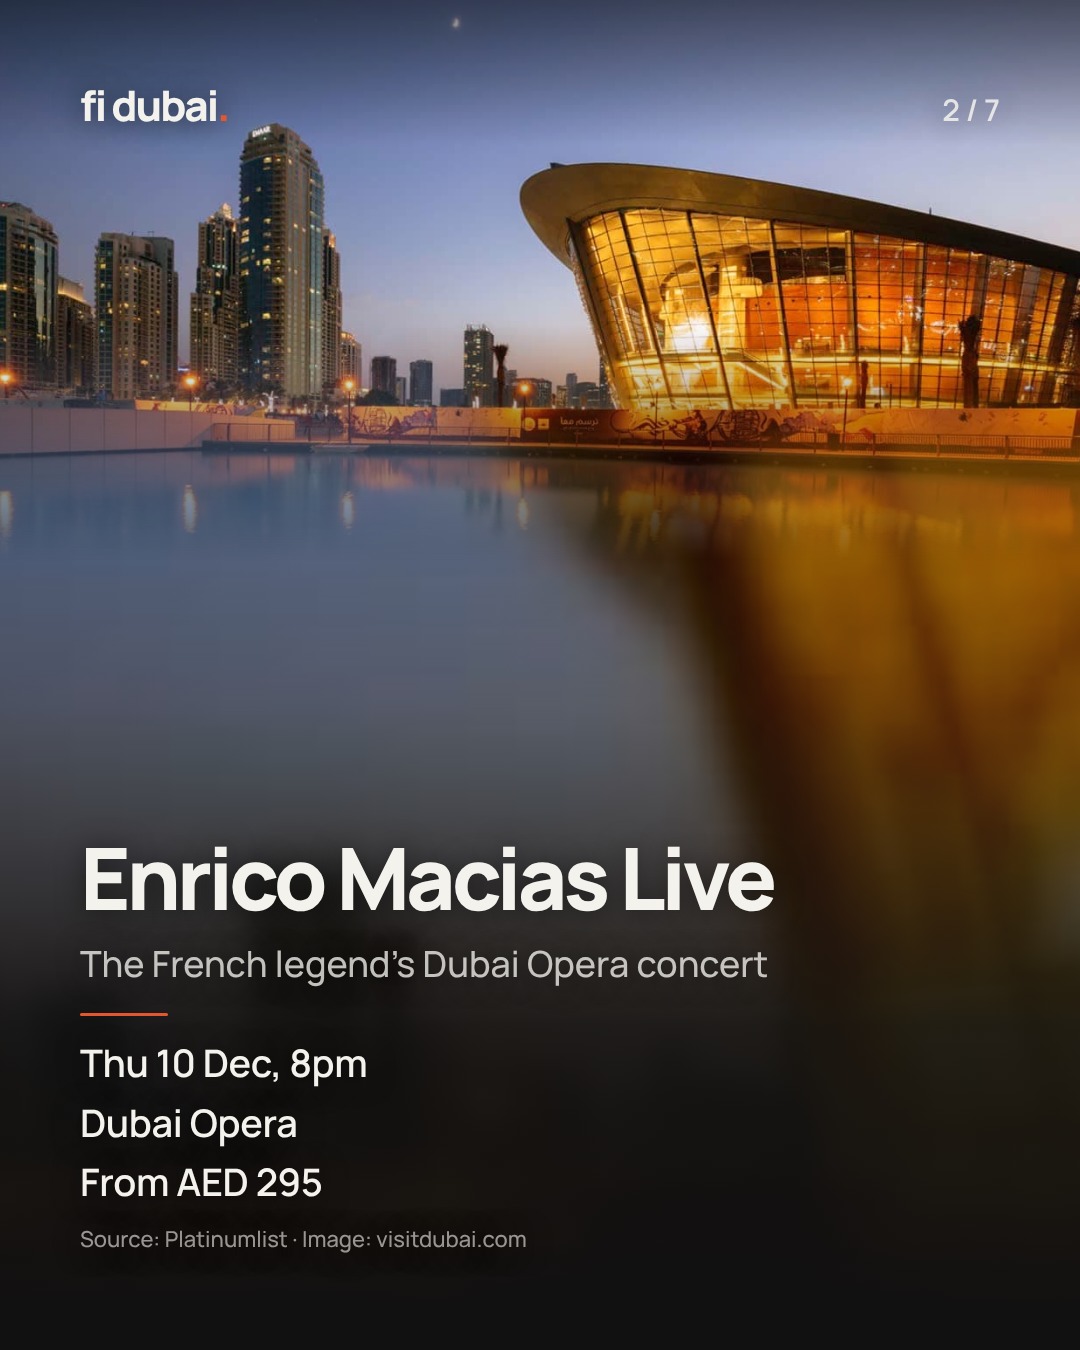 fi dubai.
2 / 7
EMAAR
Enrico Macias Live
The French legend’s Dubai Opera concert
Thu 10 Dec, 8pm
Dubai Opera
From AED 295
Source: Platinumlist · Image: visitdubai.com